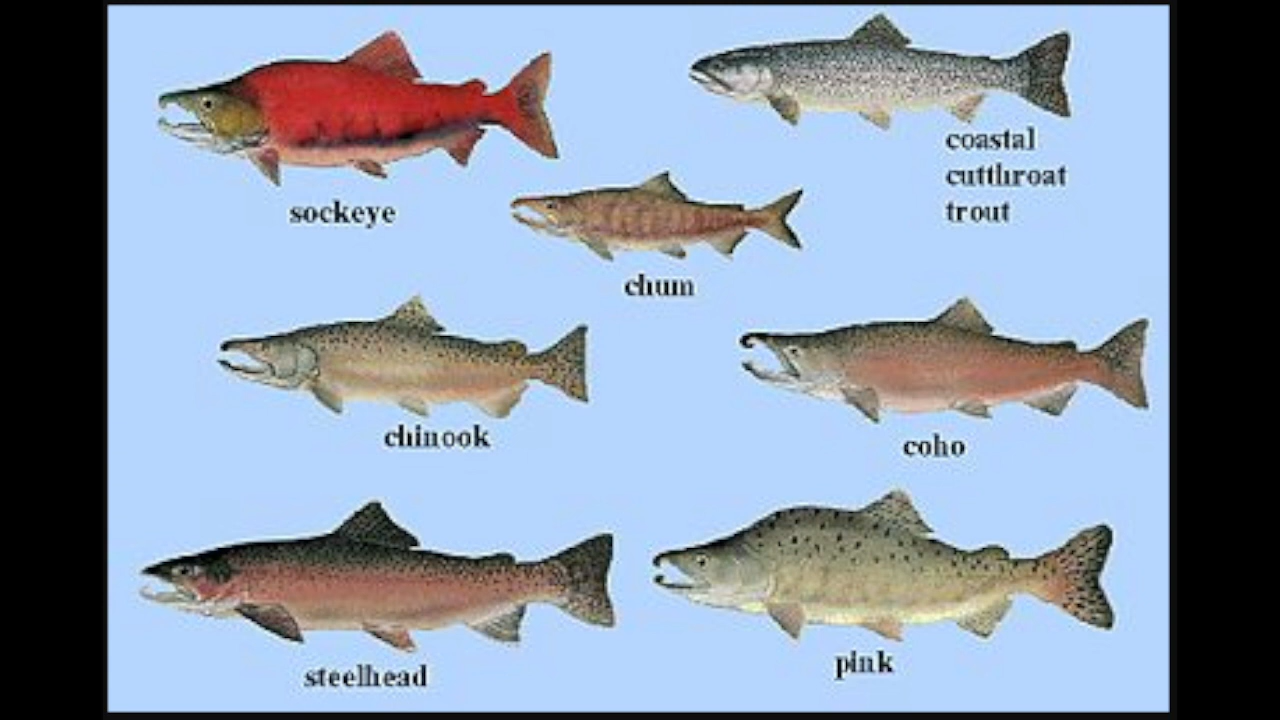 sockeye
coastal
cutthroat
trout
chum
chinook
coho
steelhead
pink